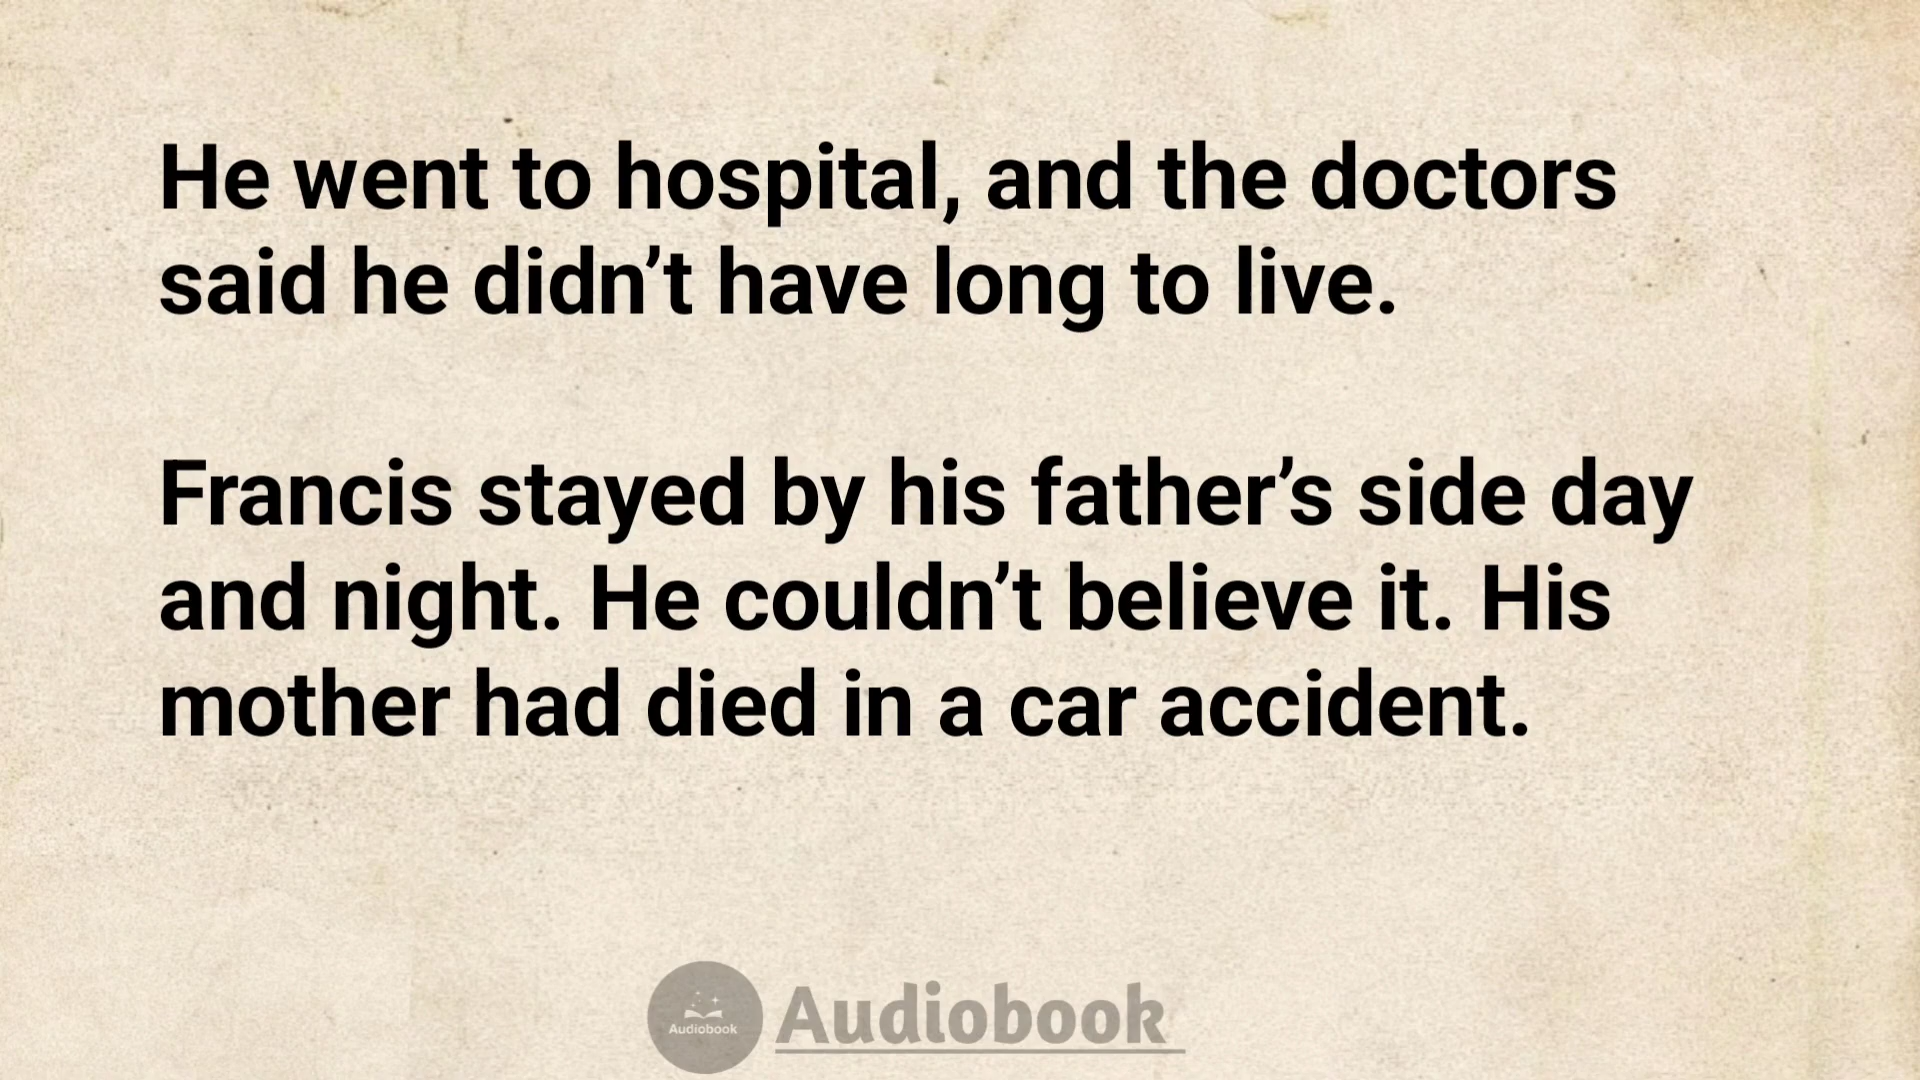 He went to hospital, and the doctors
said he didn’t have long to live.
Francis stayed by his father’s side day
and night. He couldn’t believe it. His
mother had died in a car accident.
Audiobook
Audiobook